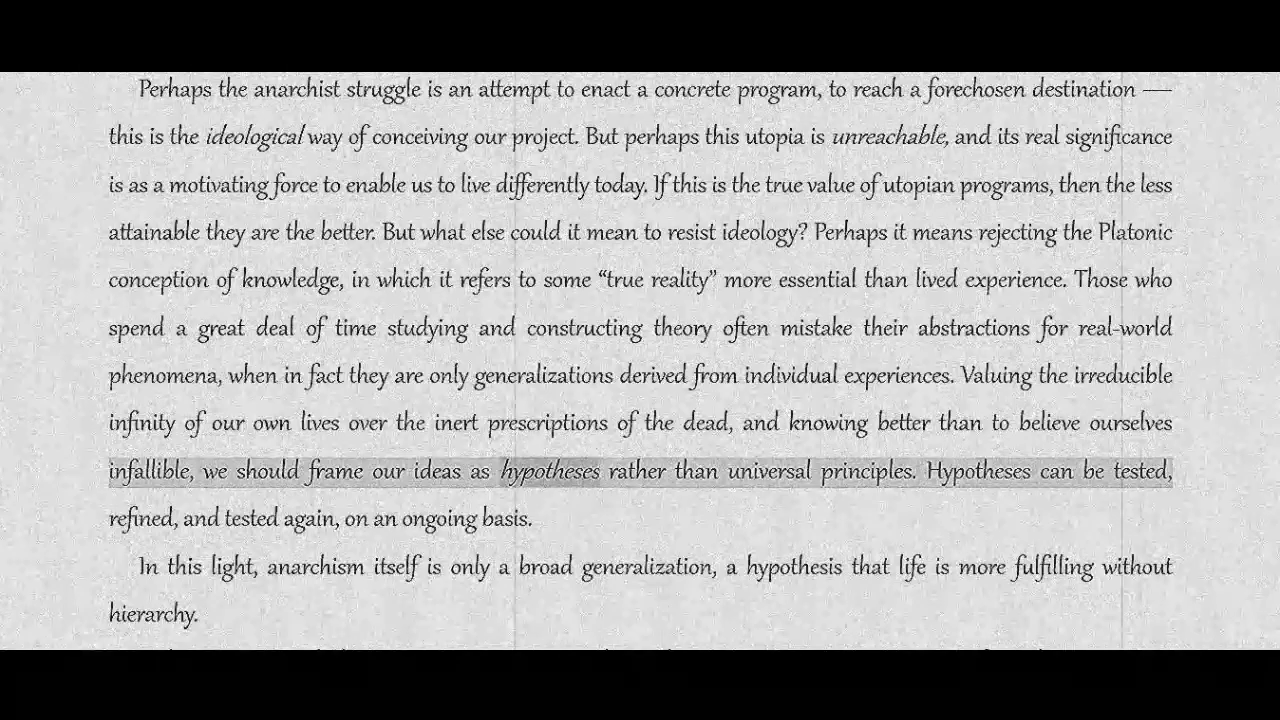 Perhaps the anarchist struggle is an attempt to enact a concrete program, to reach a forechosen destination —
this is the ideological way of conceiving our project. But perhaps this utopia is unreachable, and its real significance
is as a motivating force to enable us to live differently today. If this is the true value of utopian programs, then the less
attainable they are the better. But what else could it mean to resist ideology? Perhaps it means rejecting the Platonic
conception of knowledge, in which it refers to some “true reality” more essential than lived experience. Those who
spend a great deal of time studying and constructing theory often mistake their abstractions for real-world
phenomena, when in fact they are only generalizations derived from individual experiences. Valuing the irreducible
infinity of our own lives over the inert prescriptions of the dead, and knowing better than to believe ourselves
infallible, we should frame our ideas as hypotheses rather than universal principles. Hypotheses can be tested,
refined, and tested again, on an ongoing basis.
In this light, anarchism itself is only a broad generalization, a hypothesis that life is more fulfilling without
hierarchy.